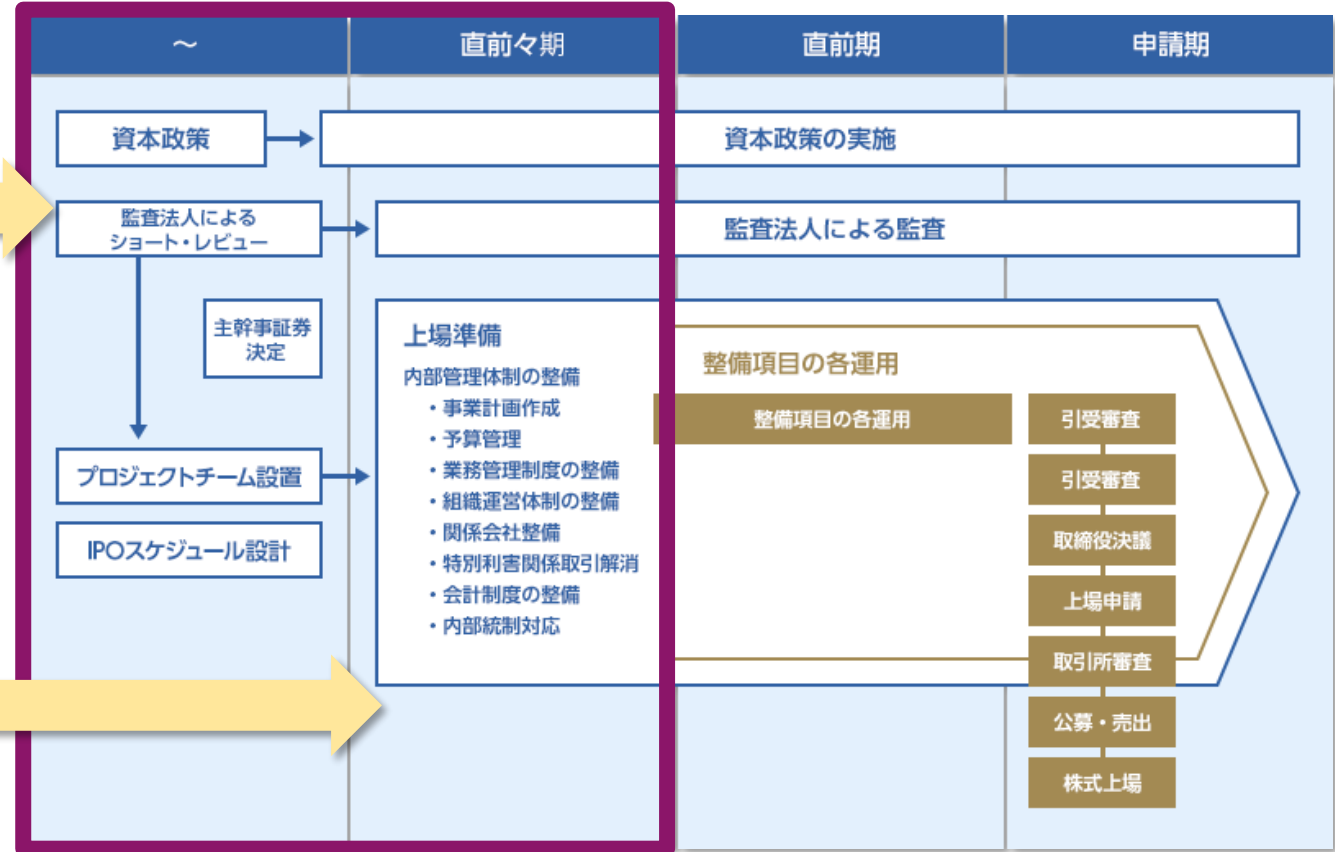 ～
直前々期
直前期
申請期
資本政策
資本政策の実施
監査法人による
ショート・レビュー
監査法人による監査
主幹事証券
決定
プロジェクトチーム設置
IPOスケジュール設計
上場準備
内部管理体制の整備
・事業計画作成
・予算管理
・業務管理制度の整備
・組織運営体制の整備
・関係会社整備
・特別利害関係取引解消
・会計制度の整備
・内部統制対応
整備項目の各運用
整備項目の各運用
引受審査
引受審査
取締役決議
上場申請
取引所審査
公募・売出
株式上場